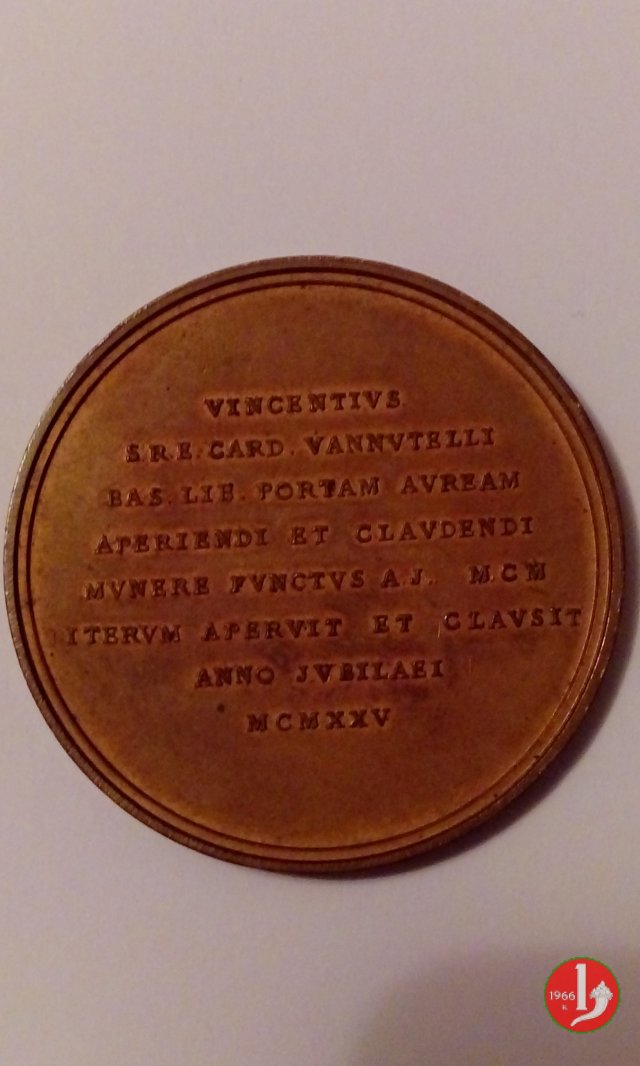 VINCENTIVS
S.R.E. CARD. VANNVTELLI
BAS. LIB. PORTAM AVREAM
APERIENDI ET CLAVDENDI
MVNERE FVNCTVS A.J. MCM
ITERVM APERVIT ET CLAVSIT
ANNO JVBILAEI
MCMXXV
1966